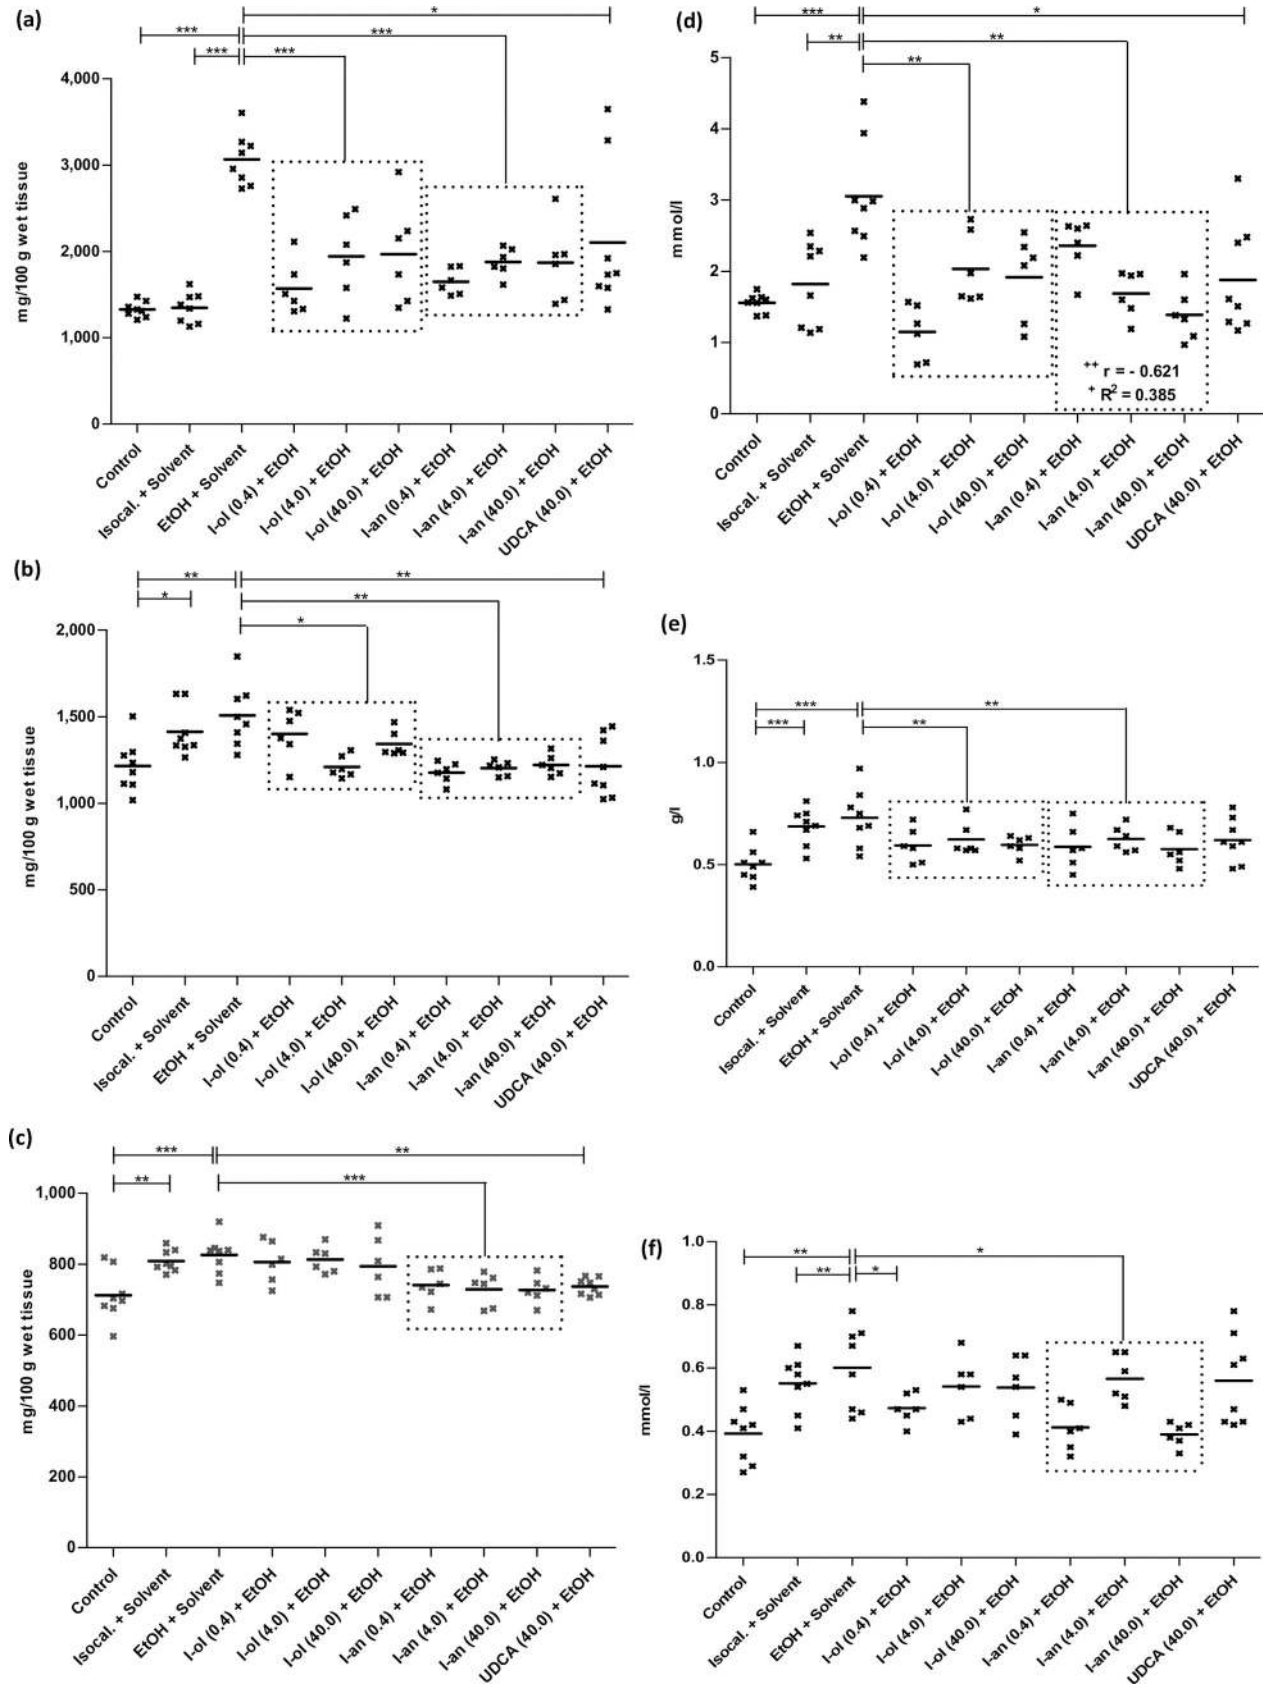 (a)
*
***
***
***
***
4,000
3,000
2,000
1,000
0
mg/100 g wet tissue
Control
Isocal. + Solvent
EtOH + Solvent
I-ol (0.4) + EtOH
I-ol (4.0) + EtOH
I-ol (40.0) + EtOH
I-an (0.4) + EtOH
I-an (4.0) + EtOH
I-an (40.0) + EtOH
UDCA (40.0) + EtOH
(b)
**
**
*
**
*
2,000
1,500
1,000
500
0
mg/100 g wet tissue
Control
Isocal. + Solvent
EtOH + Solvent
I-ol (0.4) + EtOH
I-ol (4.0) + EtOH
I-ol (40.0) + EtOH
I-an (0.4) + EtOH
I-an (4.0) + EtOH
I-an (40.0) + EtOH
UDCA (40.0) + EtOH
(c)
***
**
**
***
1,000
800
600
400
200
0
mg/100 g wet tissue
Control
Isocal. + Solvent
EtOH + Solvent
I-ol (0.4) + EtOH
I-ol (4.0) + EtOH
I-ol (40.0) + EtOH
I-an (0.4) + EtOH
I-an (4.0) + EtOH
I-an (40.0) + EtOH
UDCA (40.0) + EtOH
(d)
***
*
**
**
**
5
4
3
2
1
0
mmol/l
++ r = - 0.621
+ R2 = 0.385
Control
Isocal. + Solvent
EtOH + Solvent
I-ol (0.4) + EtOH
I-ol (4.0) + EtOH
I-ol (40.0) + EtOH
I-an (0.4) + EtOH
I-an (4.0) + EtOH
I-an (40.0) + EtOH
UDCA (40.0) + EtOH
(e)
***
**
***
**
1.5
1.0
0.5
0.0
g/l
Control
Isocal. + Solvent
EtOH + Solvent
I-ol (0.4) + EtOH
I-ol (4.0) + EtOH
I-ol (40.0) + EtOH
I-an (0.4) + EtOH
I-an (4.0) + EtOH
I-an (40.0) + EtOH
UDCA (40.0) + EtOH
(f)
**
*
**
*
1.0
0.8
0.6
0.4
0.2
0.0
mmol/l
Control
Isocal. + Solvent
EtOH + Solvent
I-ol (0.4) + EtOH
I-ol (4.0) + EtOH
I-ol (40.0) + EtOH
I-an (0.4) + EtOH
I-an (4.0) + EtOH
I-an (40.0) + EtOH
UDCA (40.0) + EtOH